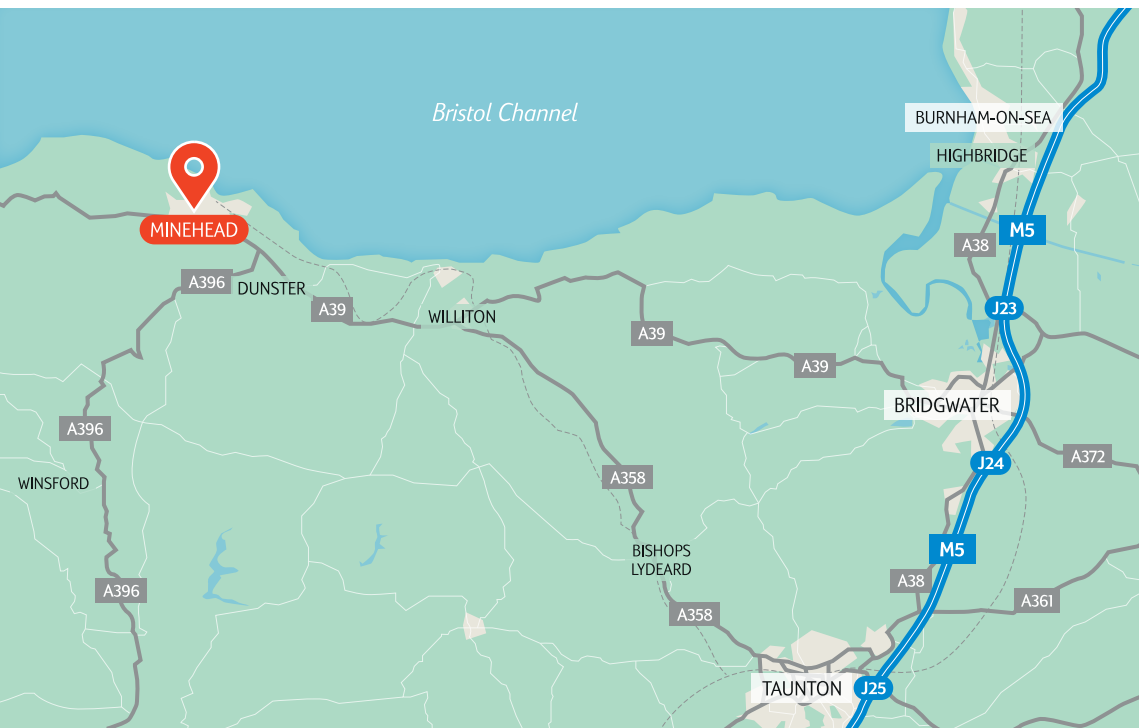 Bristol Channel
BURNHAM-ON-SEA
HIGHBRIDGE
MINEHEAD
M5
A38
A396
DUNSTER
A39
WILLITON
J23
A39
A39
BRIDGWATER
A396
A372
J24
A358
WINSFORD
M5
BISHOPS
LYDEARD
A38
A396
A361
A358
TAUNTON
J25